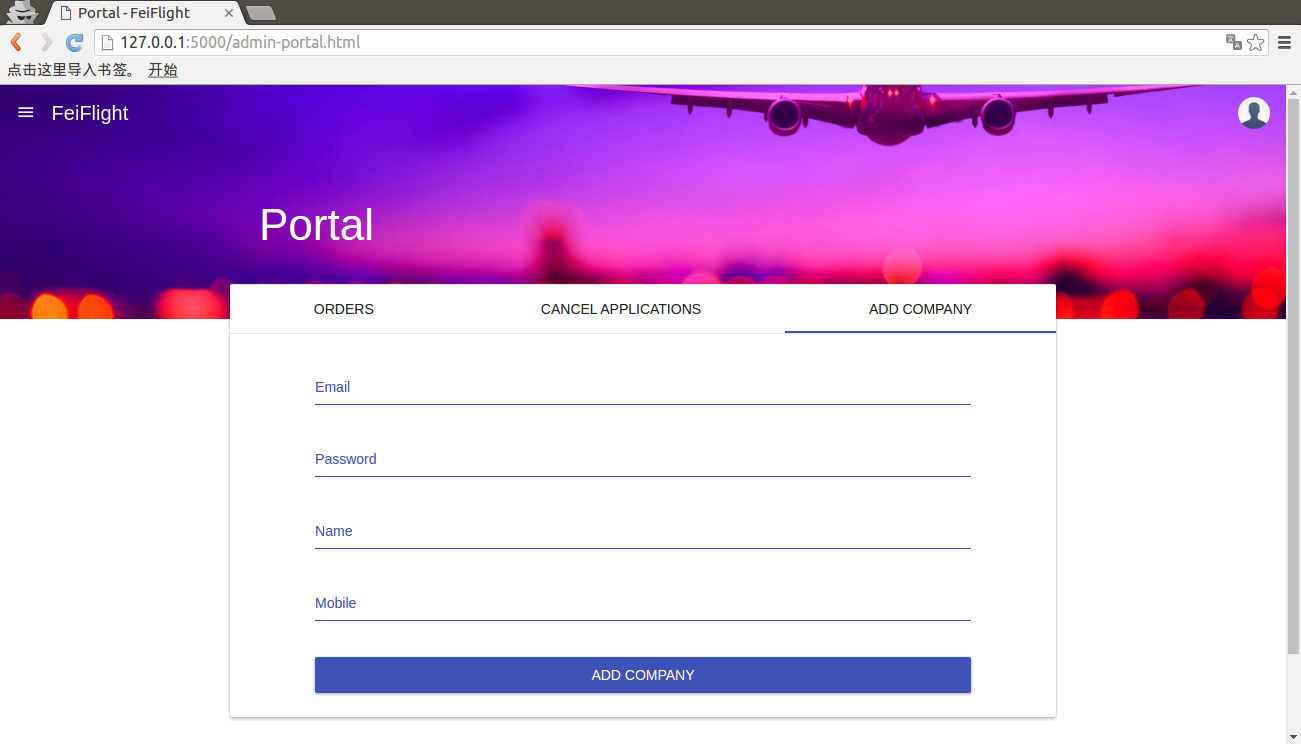 Portal - FeiFlight
127.0.0.1:5000/admin-portal.html
点击这里导入书签。 开始
FeiFlight
Portal
ORDERS CANCEL APPLICATIONS ADD COMPANY
Email
Password
Name
Mobile
ADD COMPANY